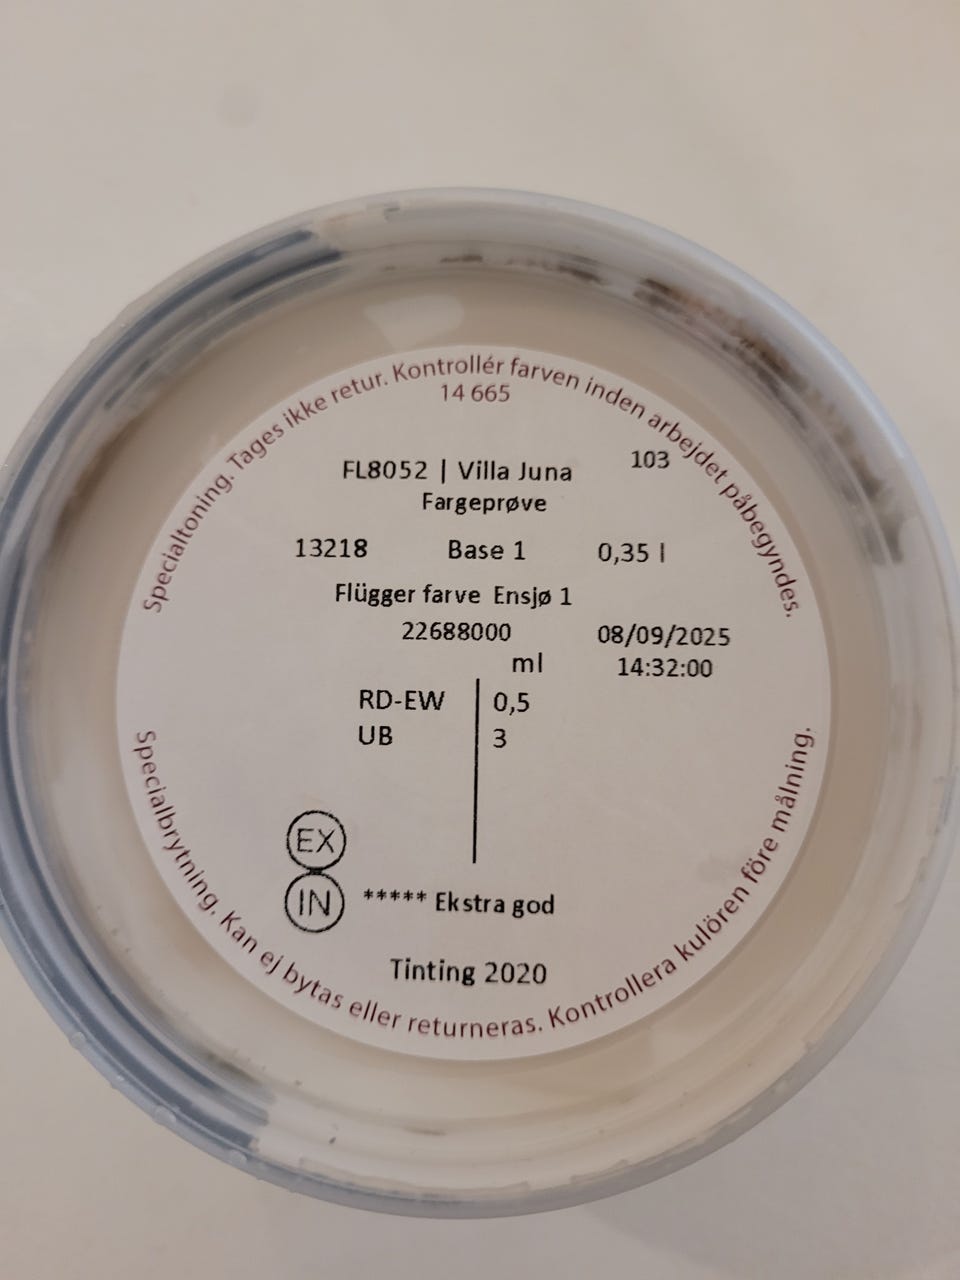 Specialtoning. Tages ikke retur. Kontrollér farven inden arbejdet påbegyndes.
14 665
103
FL8052 | Villa Juna
Fargeprøve
13218 Base 1 0,35 l
Flügger farve Ensjø 1
22688000 08/09/2025
ml 14:32:00
RD-EW 0,5
UB 3
EX
IN ***** Ekstra god
Tinting 2020
Specialbrytning. Kan ej bytas eller returneras. Kontrollera kulören före målning.